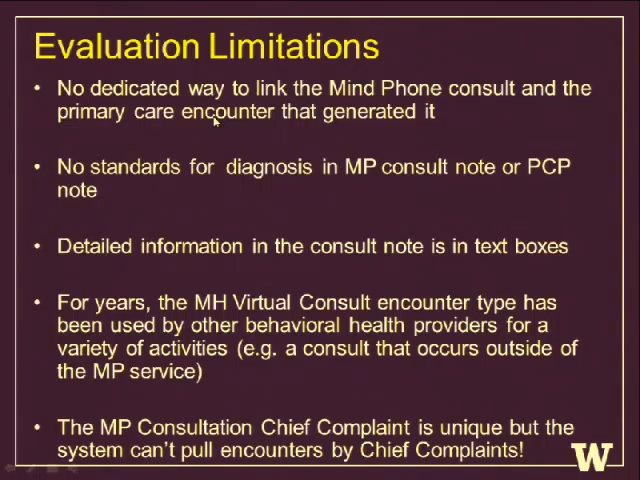 Evaluation Limitations
• No dedicated way to link the Mind Phone consult and the
primary care encounter that generated it
• No standards for diagnosis in MP consult note or PCP
note
• Detailed information in the consult note is in text boxes
• For years, the MH Virtual Consult encounter type has
been used by other behavioral health providers for a
variety of activities (e.g. a consult that occurs outside of
the MP service)
• The MP Consultation Chief Complaint is unique but the
system can't pull encounters by Chief Complaints!
W